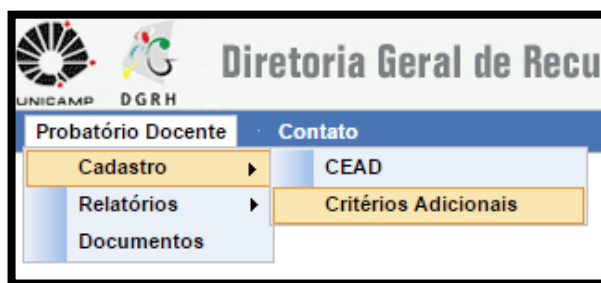 UNICAMP DGRH Diretoria Geral de Recu
Probatório Docente Contato
Cadastro CEAD
Relatórios Critérios Adicionais
Documentos